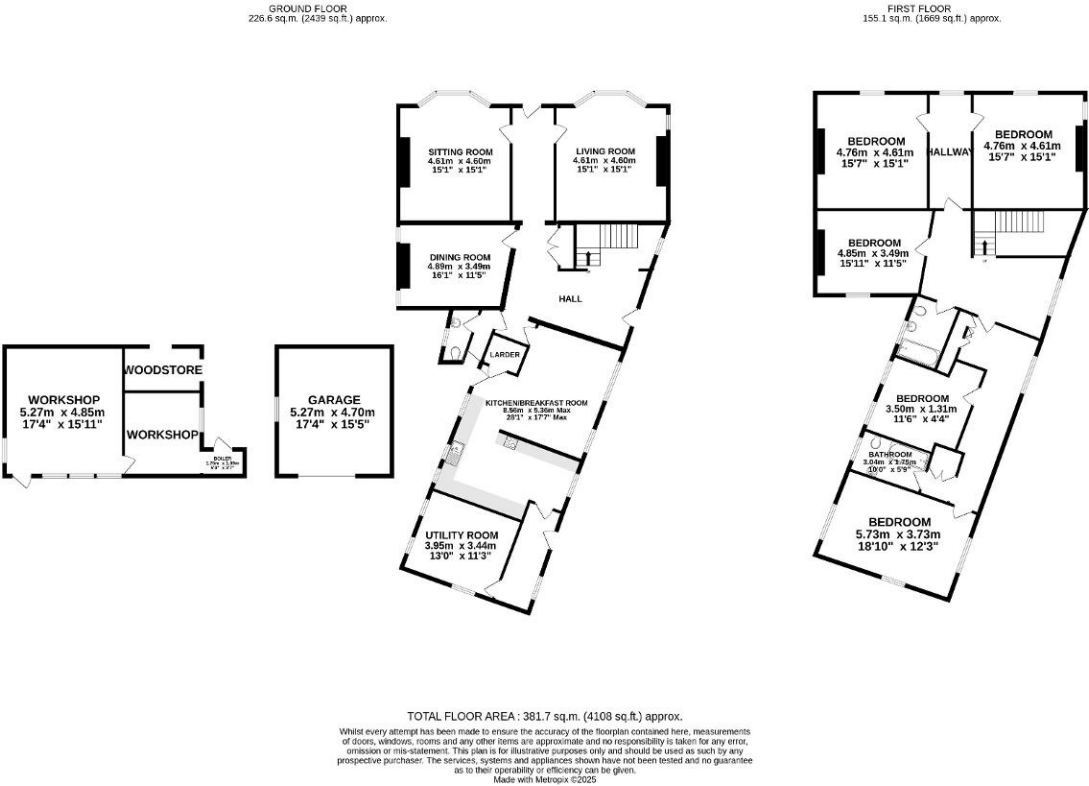 GROUND FLOOR
226.6 sq.m. (2439 sq.ft.) approx.
FIRST FLOOR
155.1 sq.m. (1669 sq.ft.) approx.
SITTING ROOM
4.61m x 4.60m
15'1" x 15'1"
LIVING ROOM
4.61m x 4.60m
15'1" x 15'1"
DINING ROOM
4.89m x 3.49m
16'1" x 11'5"
HALL
LARDER
KITCHEN/BREAKFAST ROOM
8.56m x 5.36m Max
28'1" x 17'7" Max
UTILITY ROOM
3.95m x 3.44m
13'0" x 11'3"
WORKSHOP
5.27m x 4.85m
17'4" x 15'11"
WOODSTORE
WORKSHOP
BOILER
GARAGE
5.27m x 4.70m
17'4" x 15'5"
BEDROOM
4.76m x 4.61m
15'7" x 15'1"
HALLWAY
BEDROOM
4.76m x 4.61m
15'7" x 15'1"
BEDROOM
4.85m x 3.49m
15'11" x 11'5"
BEDROOM
3.50m x 1.31m
11'6" x 4'4"
BATHROOM
3.04m x 1.75m
10'0" x 5'9"
BEDROOM
5.73m x 3.73m
18'10" x 12'3"
TOTAL FLOOR AREA : 381.7 sq.m. (4108 sq.ft.) approx.
Whilst every attempt has been made to ensure the accuracy of the floorplan contained here, measurements
of doors, windows, rooms and any other items are approximate and no responsibility is taken for any error,
omission or mis-statement. This plan is for illustrative purposes only and should be used as such by any
prospective purchaser. The services, systems and appliances shown have not been tested and no guarantee
as to their operability or efficiency can be given.
Made with Metropix ©2025